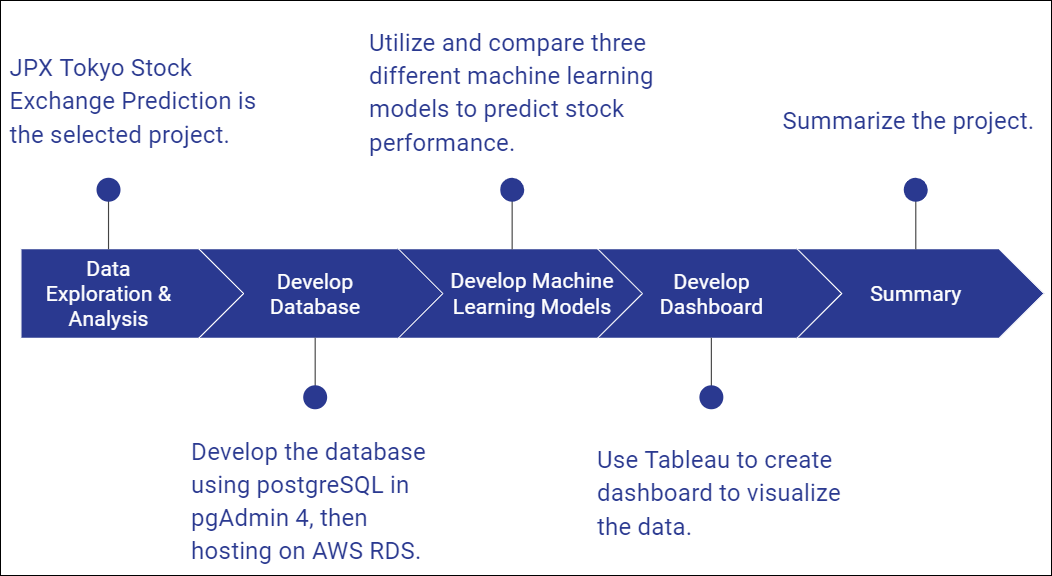 JPX Tokyo Stock
Exchange Prediction is
the selected project.
Utilize and compare three
different machine learning
models to predict stock
performance.
Summarize the project.
Data
Exploration &
Analysis
Develop
Database
Develop Machine
Learning Models
Develop
Dashboard
Summary
Develop the database
using postgreSQL in
pgAdmin 4, then
hosting on AWS RDS.
Use Tableau to create
dashboard to visualize
the data.